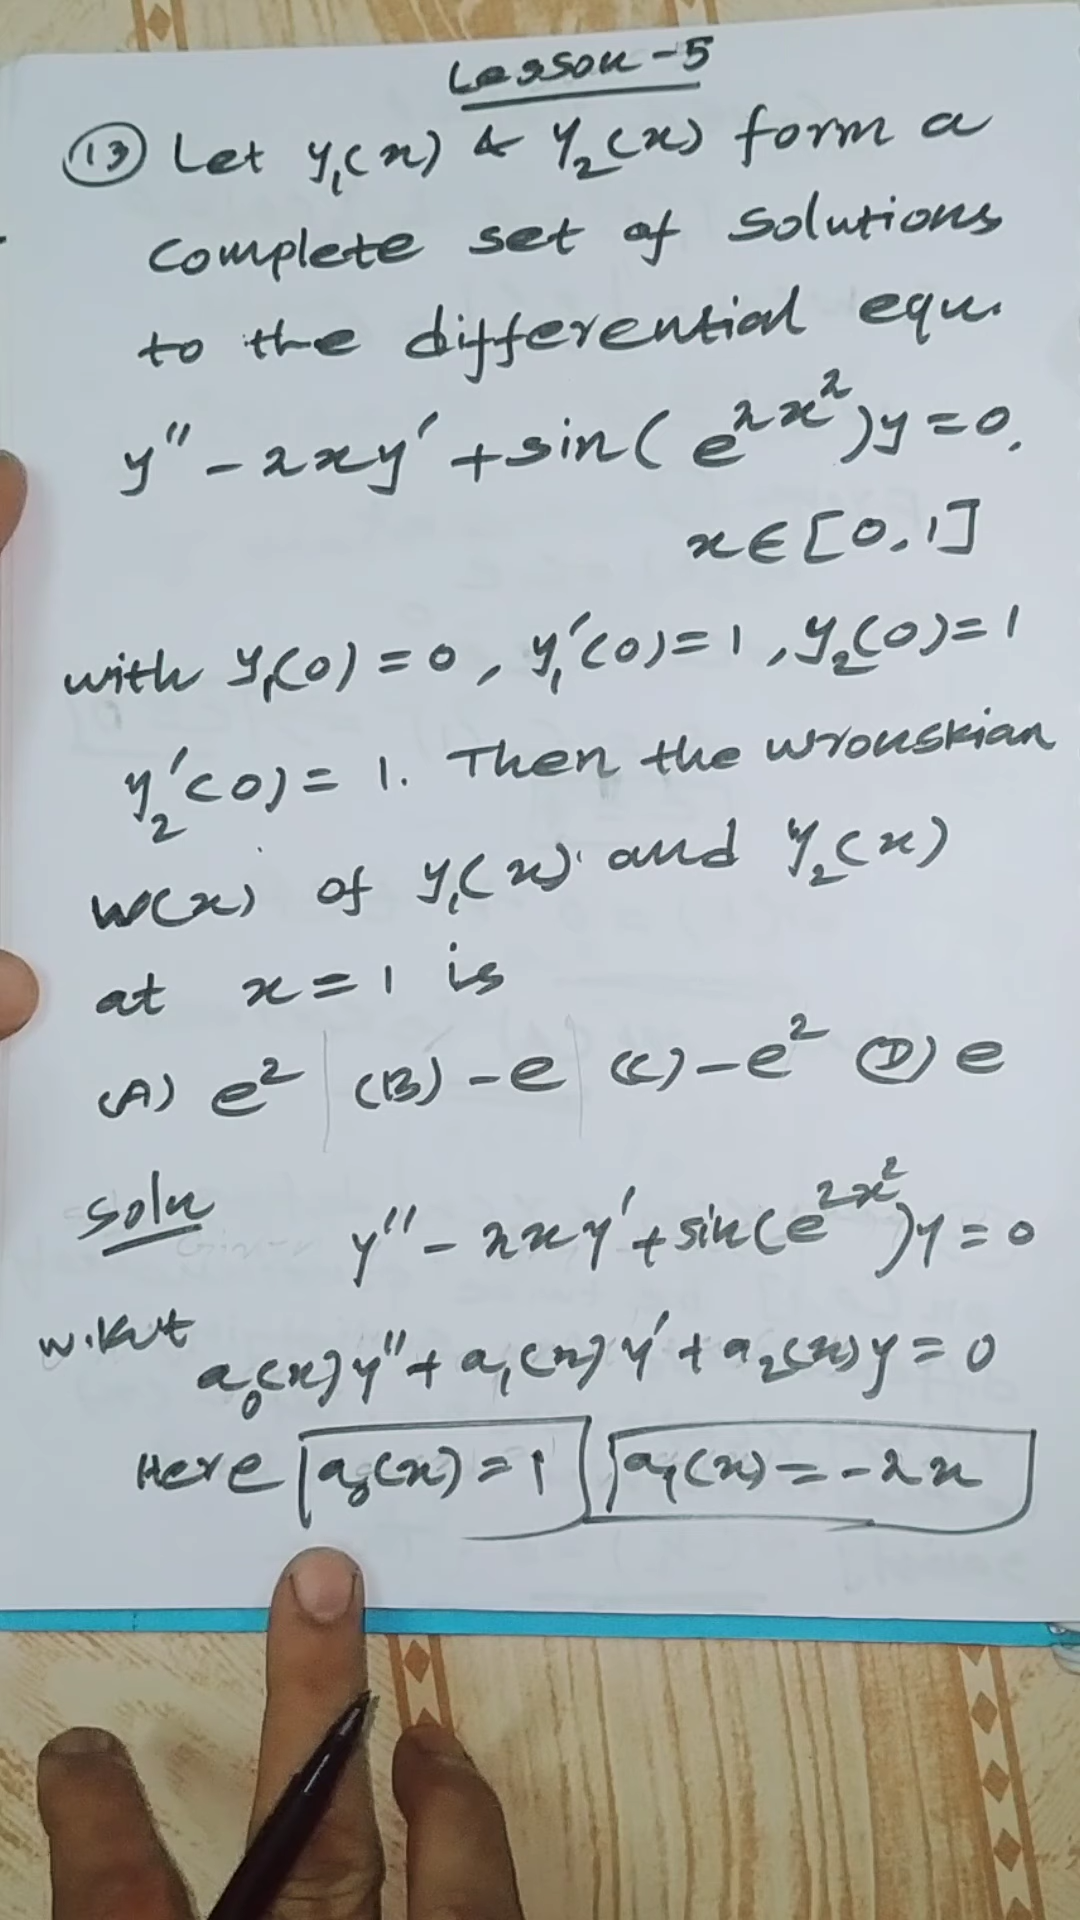 Lesson-5
(13) Let y₁(x) & y₂(x) form a
complete set of solutions
to the differential equ.
y'' - 2xy' + sin(e^{2x²})y = 0,
x ∈ [0,1]
with y₁(0) = 0, y₁'(0) = 1, y₂(0) = 1
y₂'(0) = 1. Then the wronskian
w(x) of y₁(x) and y₂(x)
at x = 1 is
(A) e² (B) -e (C) -e² (D) e
Soln y'' - 2xy' + sin(e^{2x²})y = 0
w.k.t a₀(x)y'' + a₁(x)y' + a₂(x)y = 0
Here a₀(x) = 1 a₁(x) = -2x